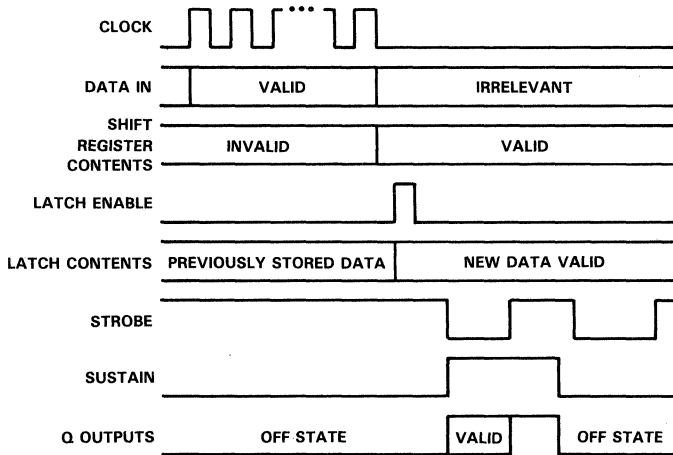 CLOCK
DATA IN VALID IRRELEVANT
SHIFT
REGISTER INVALID VALID
CONTENTS
LATCH ENABLE
LATCH CONTENTS PREVIOUSLY STORED DATA NEW DATA VALID
STROBE
SUSTAIN
Q OUTPUTS OFF STATE VALID OFF STATE